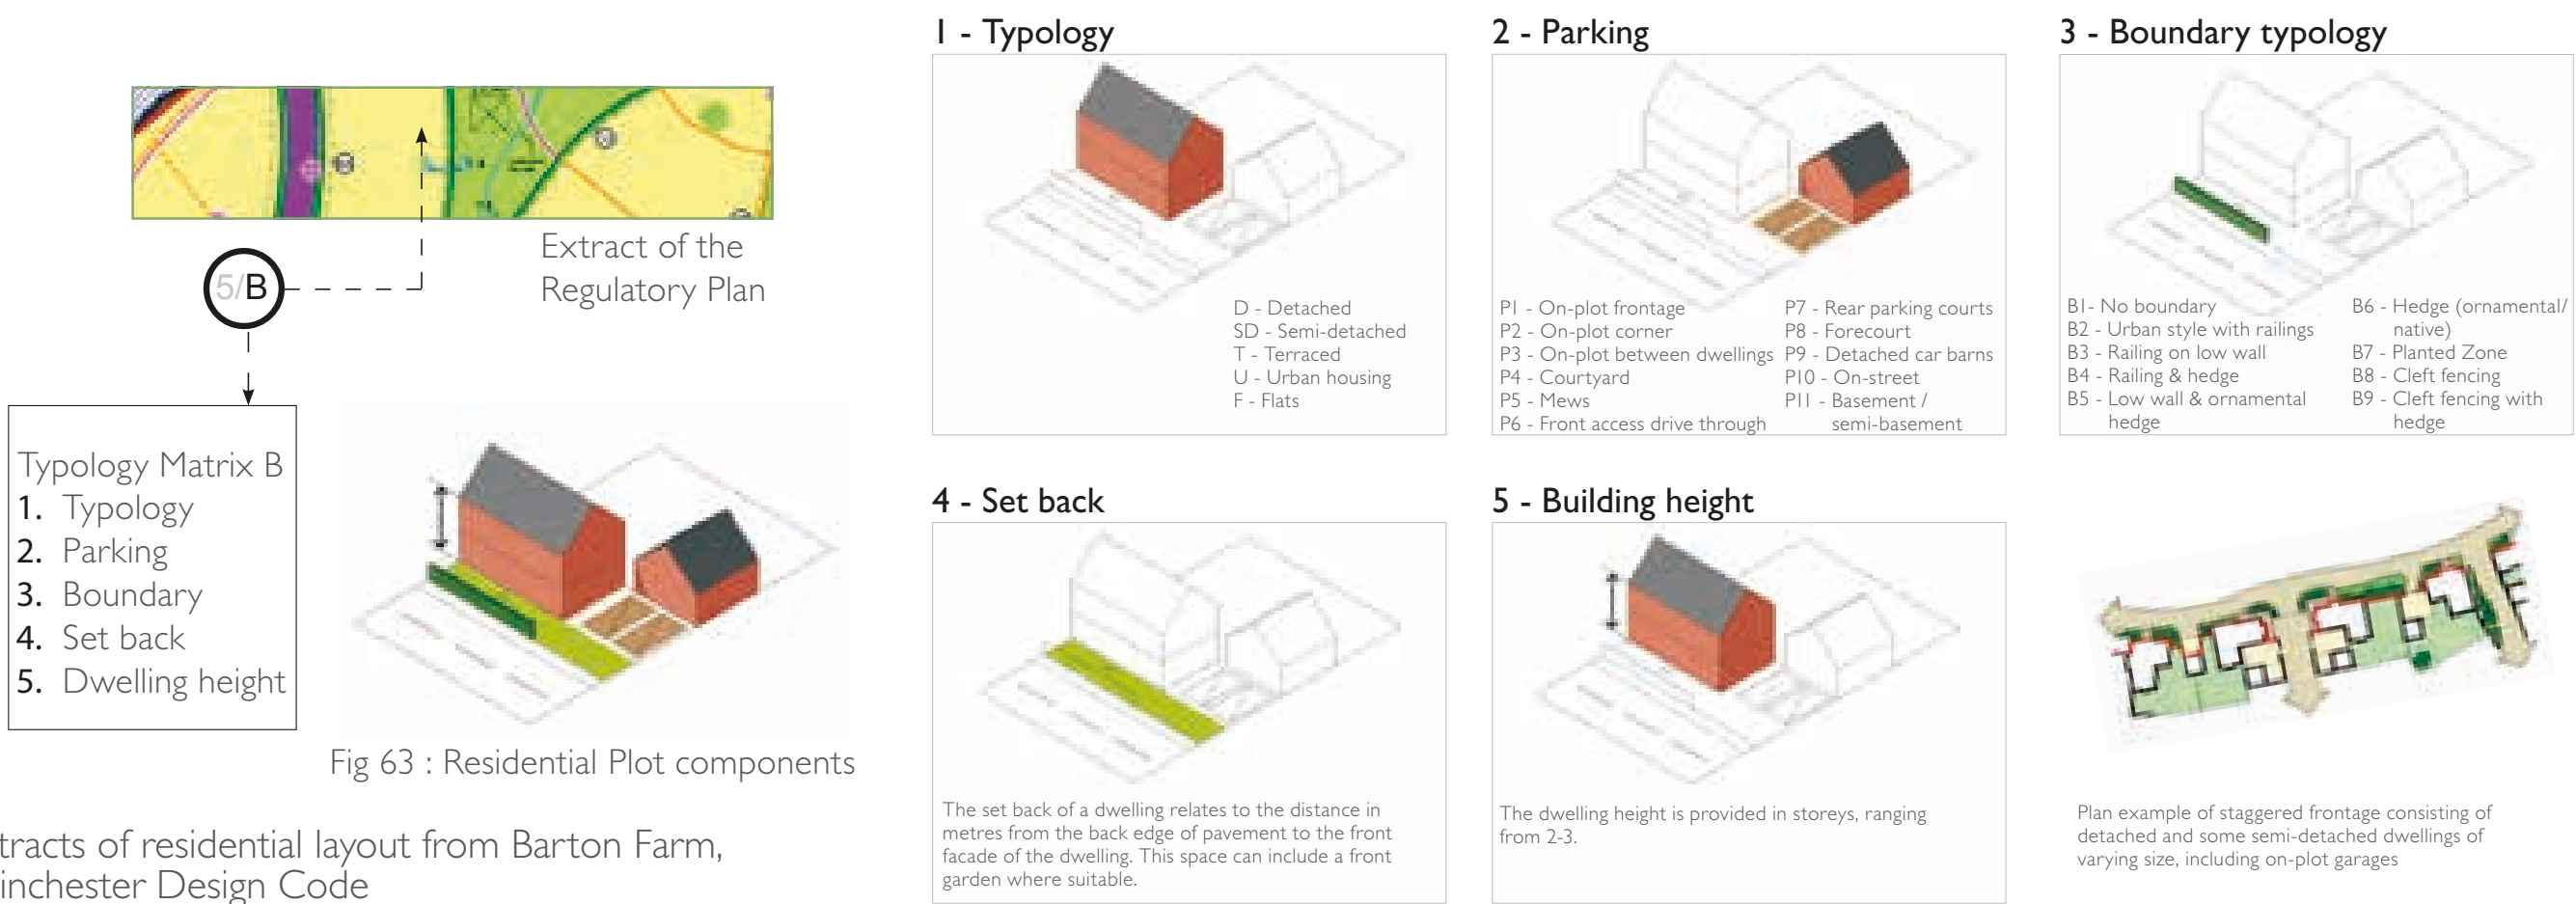 Extract of the
Regulatory Plan
5/B
Typology Matrix B
1. Typology
2. Parking
3. Boundary
4. Set back
5. Dwelling height
Fig 63 : Residential Plot components
tracts of residential layout from Barton Farm,
inchester Design Code
1 - Typology
D - Detached
SD - Semi-detached
T - Terraced
U - Urban housing
F - Flats
2 - Parking
P1 - On-plot frontage
P2 - On-plot corner
P3 - On-plot between dwellings
P4 - Courtyard
P5 - Mews
P6 - Front access drive through
P7 - Rear parking courts
P8 - Forecourt
P9 - Detached car barns
P10 - On-street
P11 - Basement /
semi-basement
3 - Boundary typology
B1- No boundary
B2 - Urban style with railings
B3 - Railing on low wall
B4 - Railing & hedge
B5 - Low wall & ornamental
hedge
B6 - Hedge (ornamental/
native)
B7 - Planted Zone
B8 - Cleft fencing
B9 - Cleft fencing with
hedge
4 - Set back
The set back of a dwelling relates to the distance in
metres from the back edge of pavement to the front
facade of the dwelling. This space can include a front
garden where suitable.
5 - Building height
The dwelling height is provided in storeys, ranging
from 2-3.
Plan example of staggered frontage consisting of
detached and some semi-detached dwellings of
varying size, including on-plot garages